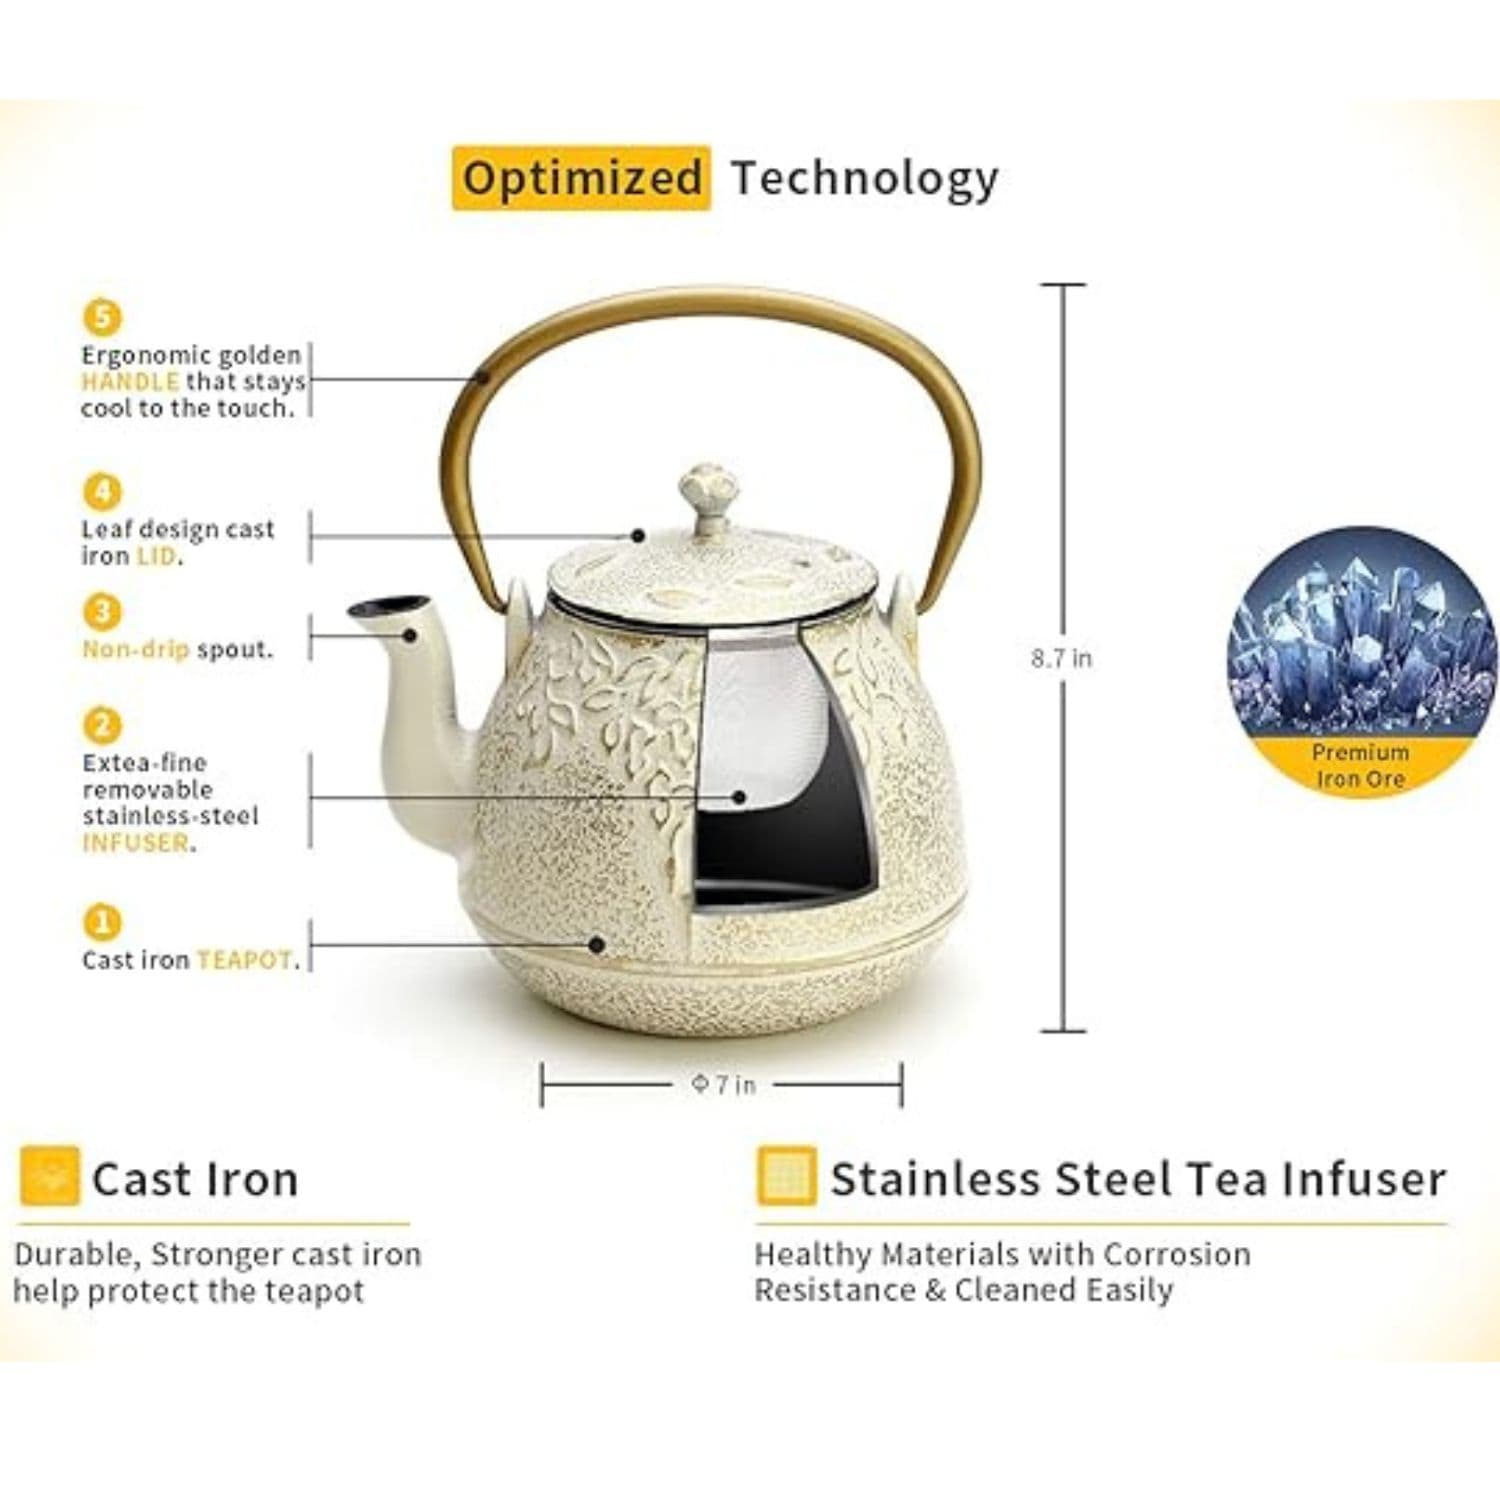 Optimized Technology
5
Ergonomic golden
HANDLE that stays
cool to the touch.
4
Leaf design cast
iron LID.
3
Non-drip spout.
2
Extea-fine
removable
stainless-steel
INFUSER.
1
Cast iron TEAPOT.
8.7 in
Φ 7 in
Premium
Iron Ore
Cast Iron
Durable, Stronger cast iron
help protect the teapot
Stainless Steel Tea Infuser
Healthy Materials with Corrosion
Resistance & Cleaned Easily